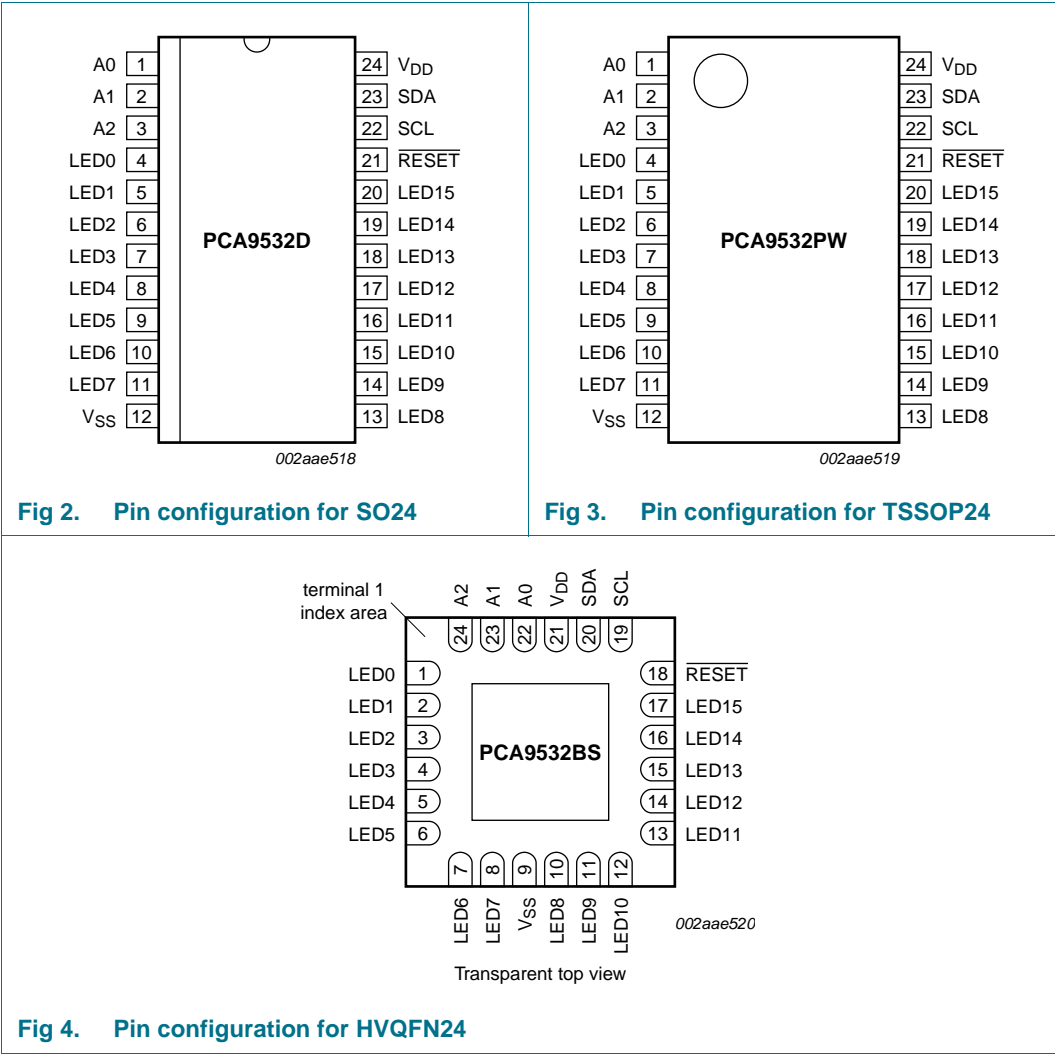 A0 1 24 VDD
A1 2 23 SDA
A2 3 22 SCL
LED0 4 21 RESET
LED1 5 20 LED15
LED2 6 19 LED14
PCA9532D
LED3 7 18 LED13
LED4 8 17 LED12
LED5 9 16 LED11
LED6 10 15 LED10
LED7 11 14 LED9
VSS 12 13 LED8
002aae518
Fig 2. Pin configuration for SO24
A0 1 24 VDD
A1 2 23 SDA
A2 3 22 SCL
LED0 4 21 RESET
LED1 5 20 LED15
LED2 6 19 LED14
PCA9532PW
LED3 7 18 LED13
LED4 8 17 LED12
LED5 9 16 LED11
LED6 10 15 LED10
LED7 11 14 LED9
VSS 12 13 LED8
002aae519
Fig 3. Pin configuration for TSSOP24
terminal 1
index area
A2 A1 A0 VDD SDA SCL
24 23 22 21 20 19
LED0 1 18 RESET
LED1 2 17 LED15
LED2 3 16 LED14
PCA9532BS
LED3 4 15 LED13
LED4 5 14 LED12
LED5 6 13 LED11
7 8 9 10 11 12
LED6 LED7 VSS LED8 LED9 LED10
002aae520
Transparent top view
Fig 4. Pin configuration for HVQFN24